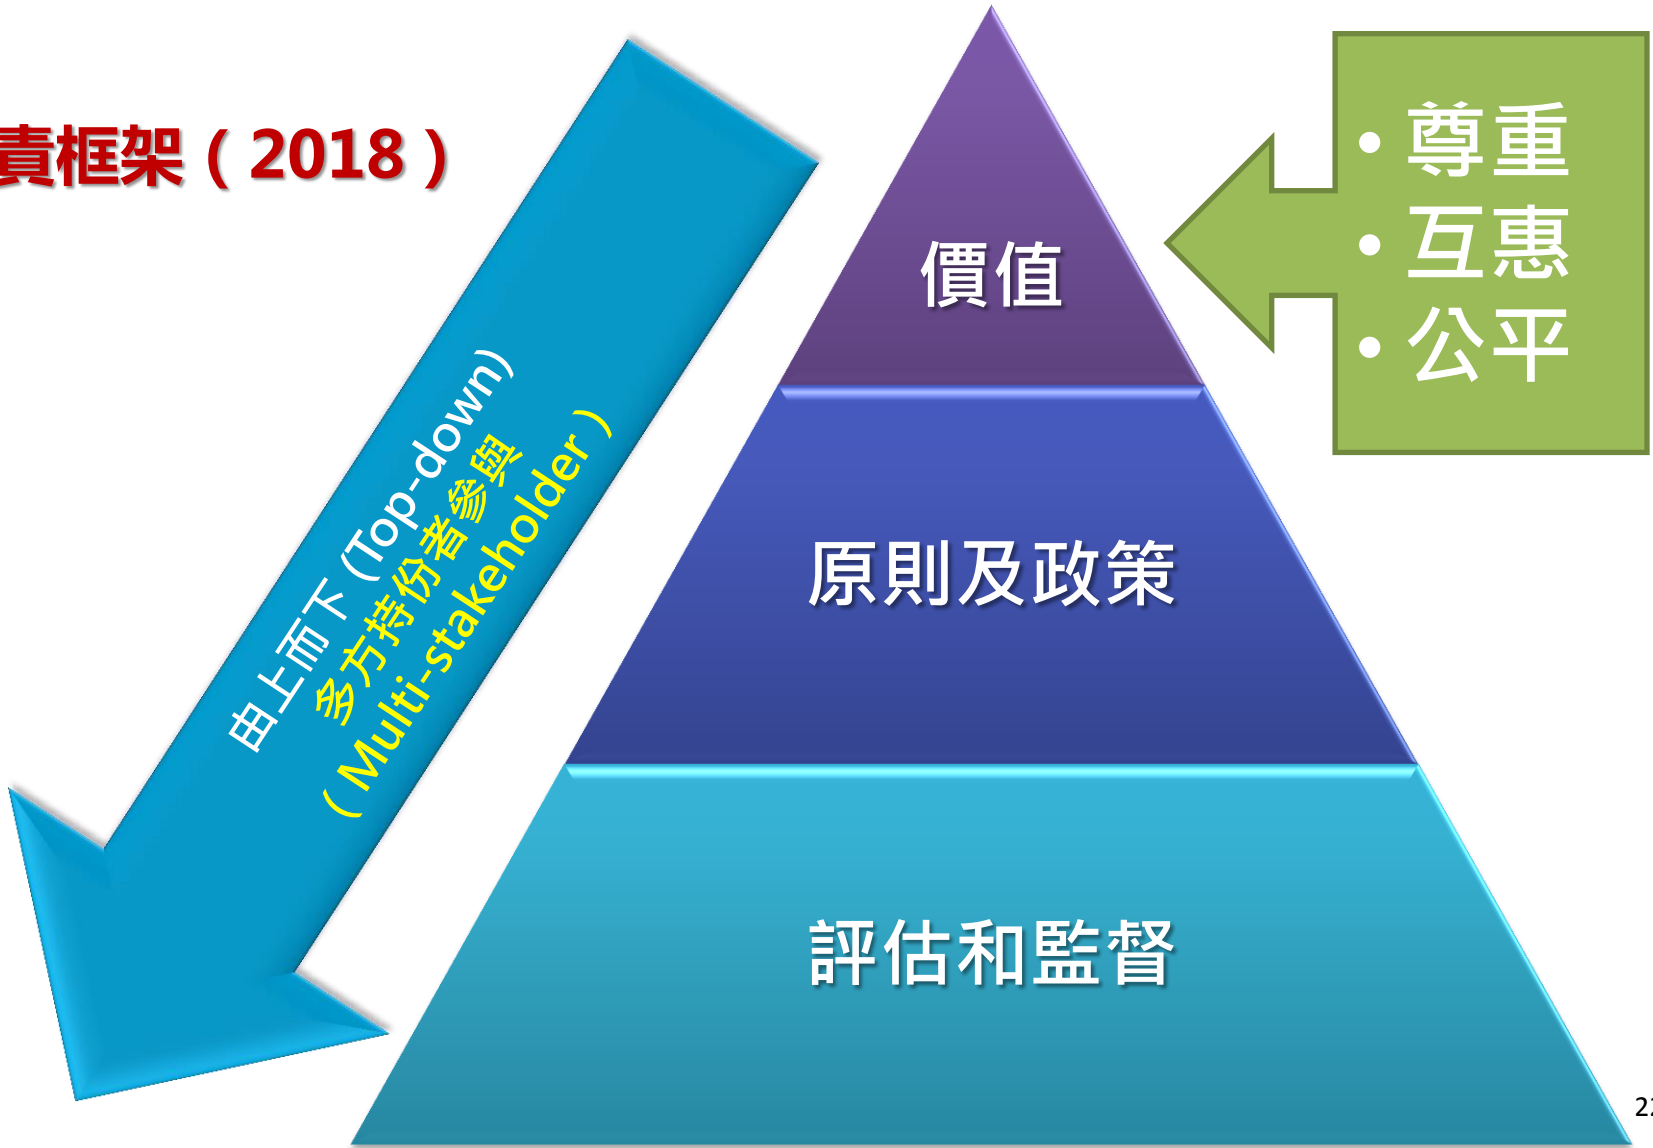 責框架（2018）
• 尊重
• 互惠
• 公平
價值
由上而下 (Top-down)
多方持份者參與
（Multi-stakeholder）
原則及政策
評估和監督